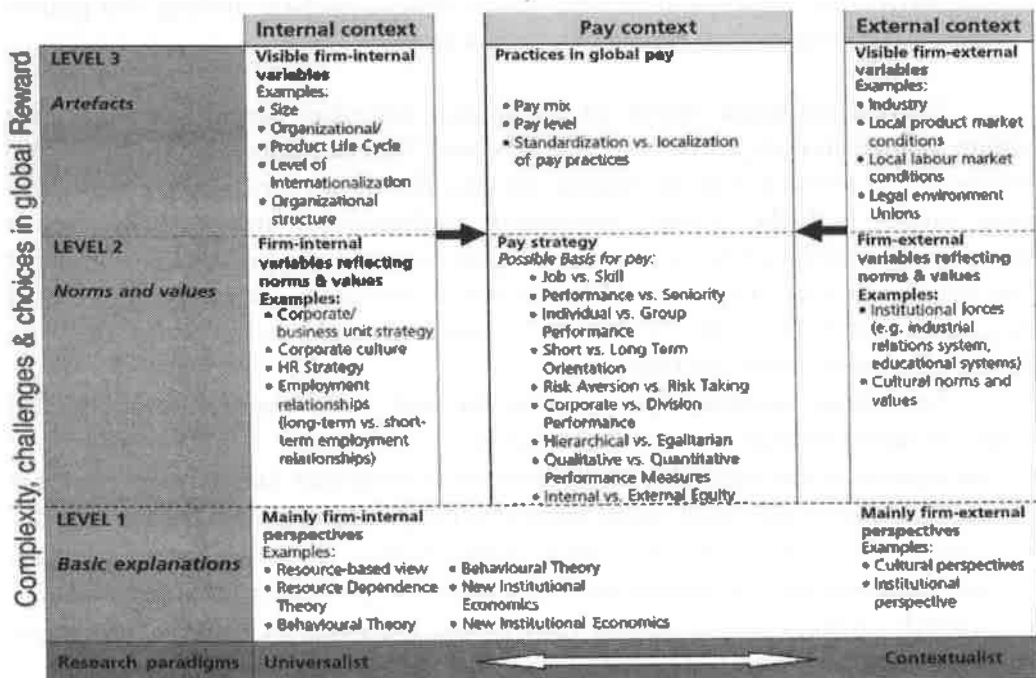 Complexity, challenges & choices in global Reward
Internal context
Pay context
External context
LEVEL 3
Artefacts
Visible firm-internal
variables
Examples:
• Size
• Organizational/
• Product Life Cycle
• Level of
Internationalization
• Organizational
structure
Practices in global pay
• Pay mix
• Pay level
• Standardization vs. localization
of pay practices
Visible firm-external
variables
Examples:
• Industry
• Local product market
conditions
• Local labour market
conditions
• Legal environment
Unions
LEVEL 2
Norms and values
Firm-internal
variables reflecting
norms & values
Examples:
• Corporate/
business unit strategy
• Corporate culture
• HR Strategy
• Employment
relationships
(long-term vs. short-
term employment
relationships)
Pay strategy
Possible Basis for pay:
• Job vs. Skill
• Performance vs. Seniority
• Individual vs. Group
Performance
• Short vs. Long Term
Orientation
• Risk Aversion vs. Risk Taking
• Corporate vs. Division
Performance
• Hierarchical vs. Egalitarian
• Qualitative vs. Quantitative
Performance Measures
• Internal vs. External Equity
Firm-external
variables reflecting
norms & values
Examples:
• Institutional forces
(e.g. industrial
relations system,
educational systems)
• Cultural norms and
values
LEVEL 1
Basic explanations
Mainly firm-internal
perspectives
Examples:
• Resource-based view
• Resource Dependence
Theory
• Behavioural Theory
• Behavioural Theory
• New Institutional
Economics
• New Institutional Economics
Mainly firm-external
perspectives
Examples:
• Cultural perspectives
• Institutional
perspective
Research paradigms
Universalist
Contextualist